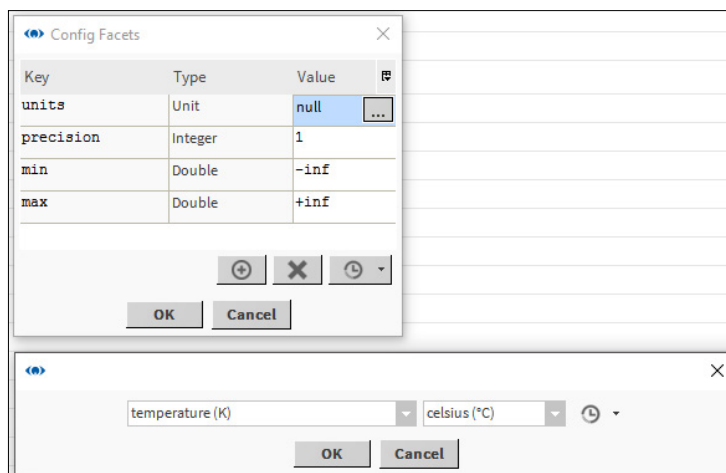 Config Facets
Key Type Value
units Unit null ...
precision Integer 1
min Double -inf
max Double +inf
OK Cancel
temperature (K) celsius (°C)
OK Cancel